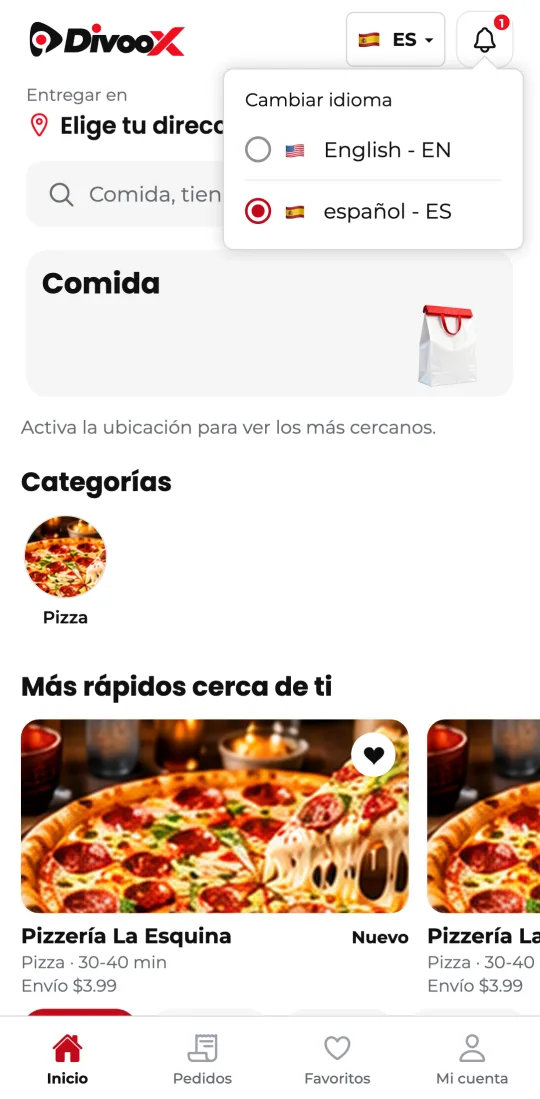 DivooX
ES
1
Entregar en
Elige tu direcc
Cambiar idioma
English - EN
español - ES
Comida, tien
Comida
Activa la ubicación para ver los más cercanos.
Categorías
Pizza
Más rápidos cerca de ti
Pizzería La Esquina
Nuevo
Pizza · 30-40 min
Envío $3.99
Pizzería La
Pizza · 30-40
Envío $3.99
Inicio
Pedidos
Favoritos
Mi cuenta